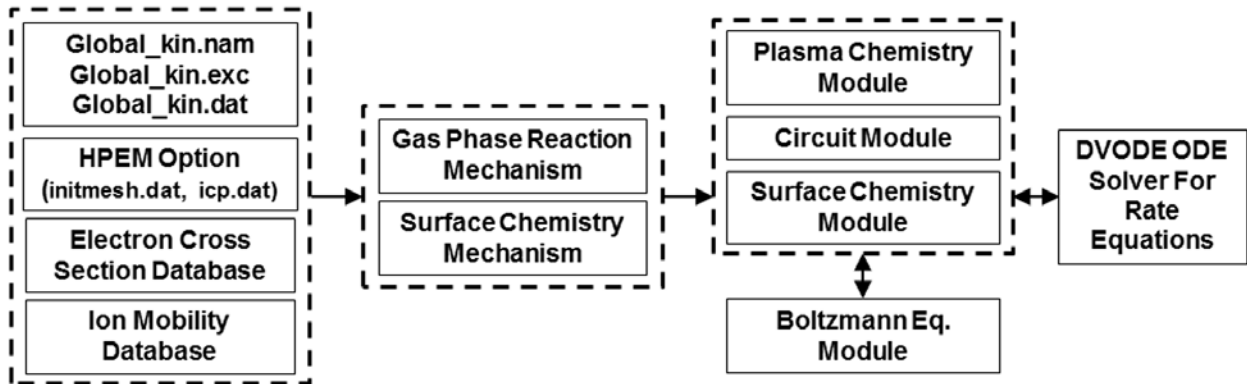 Global_kin.nam
Global_kin.exc
Global_kin.dat
HPEM Option
(initmesh.dat, icp.dat)
Electron Cross
Section Database
Ion Mobility
Database
Gas Phase Reaction
Mechanism
Surface Chemistry
Mechanism
Plasma Chemistry
Module
Circuit Module
Surface Chemistry
Module
Boltzmann Eq.
Module
DVODE ODE
Solver For
Rate
Equations